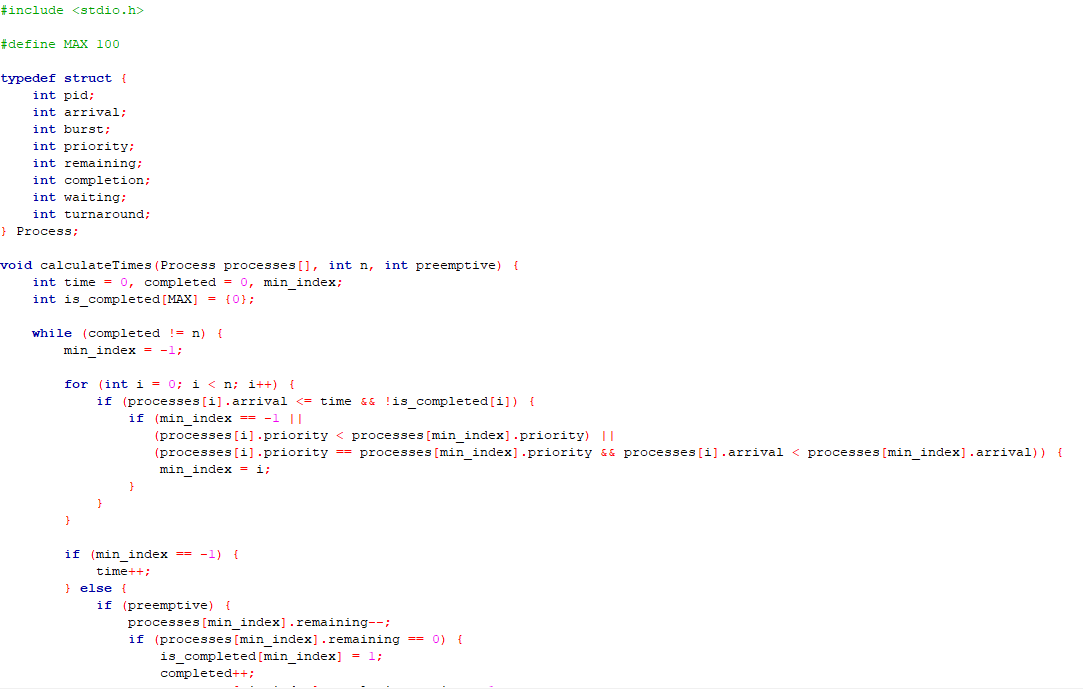 #include <stdio.h>

#define MAX 100

typedef struct {
    int pid;
    int arrival;
    int burst;
    int priority;
    int remaining;
    int completion;
    int waiting;
    int turnaround;
} Process;

void calculateTimes(Process processes[], int n, int preemptive) {
    int time = 0, completed = 0, min_index;
    int is_completed[MAX] = {0};

    while (completed != n) {
        min_index = -1;

        for (int i = 0; i < n; i++) {
            if (processes[i].arrival <= time && !is_completed[i]) {
                if (min_index == -1 ||
                   (processes[i].priority < processes[min_index].priority) ||
                   (processes[i].priority == processes[min_index].priority && processes[i].arrival < processes[min_index].arrival)) {
                    min_index = i;
                }
            }
        }

        if (min_index == -1) {
            time++;
        } else {
            if (preemptive) {
                processes[min_index].remaining--;
                if (processes[min_index].remaining == 0) {
                    is_completed[min_index] = 1;
                    completed++;